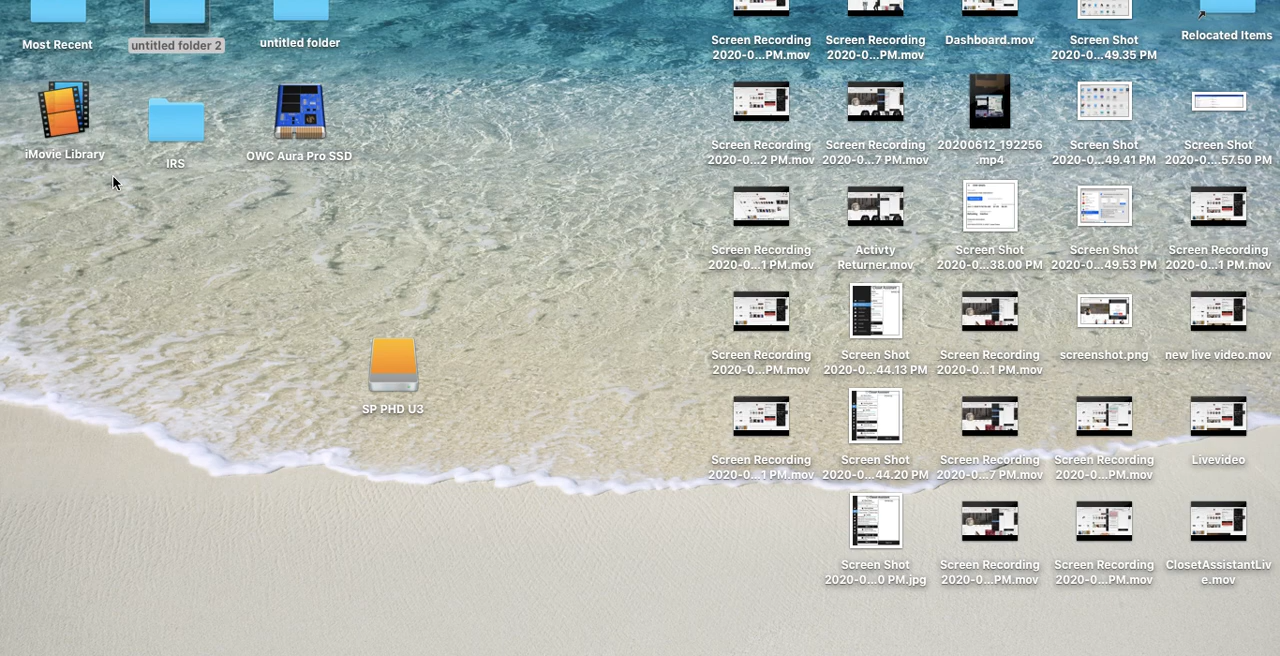 Most Recent
untitled folder 2
untitled folder
Screen Recording
2020-0...PM.mov
Screen Recording
2020-0...PM.mov
Dashboard.mov
Screen Shot
2020-0...49.35 PM
Relocated Items
iMovie Library
IRS
OWC Aura Pro SSD
Screen Recording
2020-0...2 PM.mov
Screen Recording
2020-0...7 PM.mov
20200612_192256
.mp4
Screen Shot
2020-0...49.41 PM
Screen Shot
2020-0....57.50 PM
Screen Recording
2020-0...1 PM.mov
Activty
Returner.mov
Screen Shot
2020-0...38.00 PM
Screen Shot
2020-0...49.53 PM
Screen Recording
2020-0...1 PM.mov
SP PHD U3
Screen Recording
2020-0...PM.mov
Screen Shot
2020-0...44.13 PM
Screen Recording
2020-0...1 PM.mov
screenshot.png
new live video.mov
Screen Recording
2020-0...1 PM.mov
Screen Shot
2020-0...44.20 PM
Screen Recording
2020-0...7 PM.mov
Screen Recording
2020-0...PM.mov
Livevideo
Screen Shot
2020-0...0 PM.jpg
Screen Recording
2020-0...PM.mov
Screen Recording
2020-0...PM.mov
ClosetAssistantLiv
e.mov